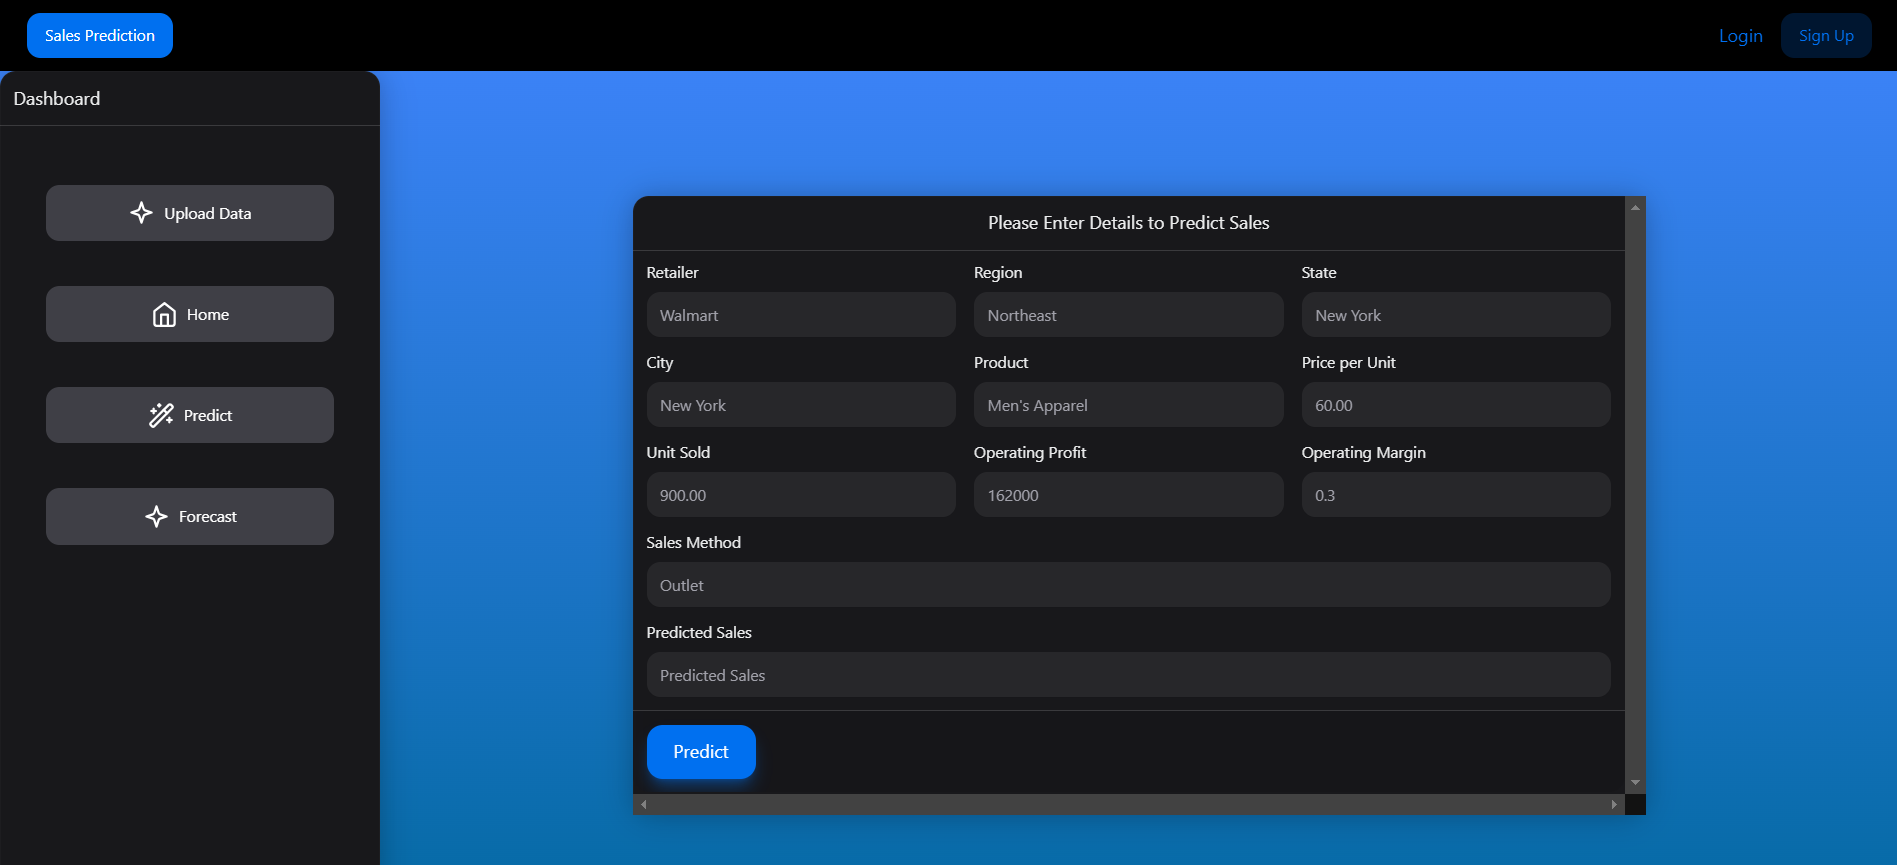 Sales Prediction
Login
Sign Up
Dashboard
Upload Data
Home
Predict
Forecast
Please Enter Details to Predict Sales
Retailer Region State
Walmart Northeast New York
City Product Price per Unit
New York Men's Apparel 60.00
Unit Sold Operating Profit Operating Margin
900.00 162000 0.3
Sales Method
Outlet
Predicted Sales
Predicted Sales
Predict